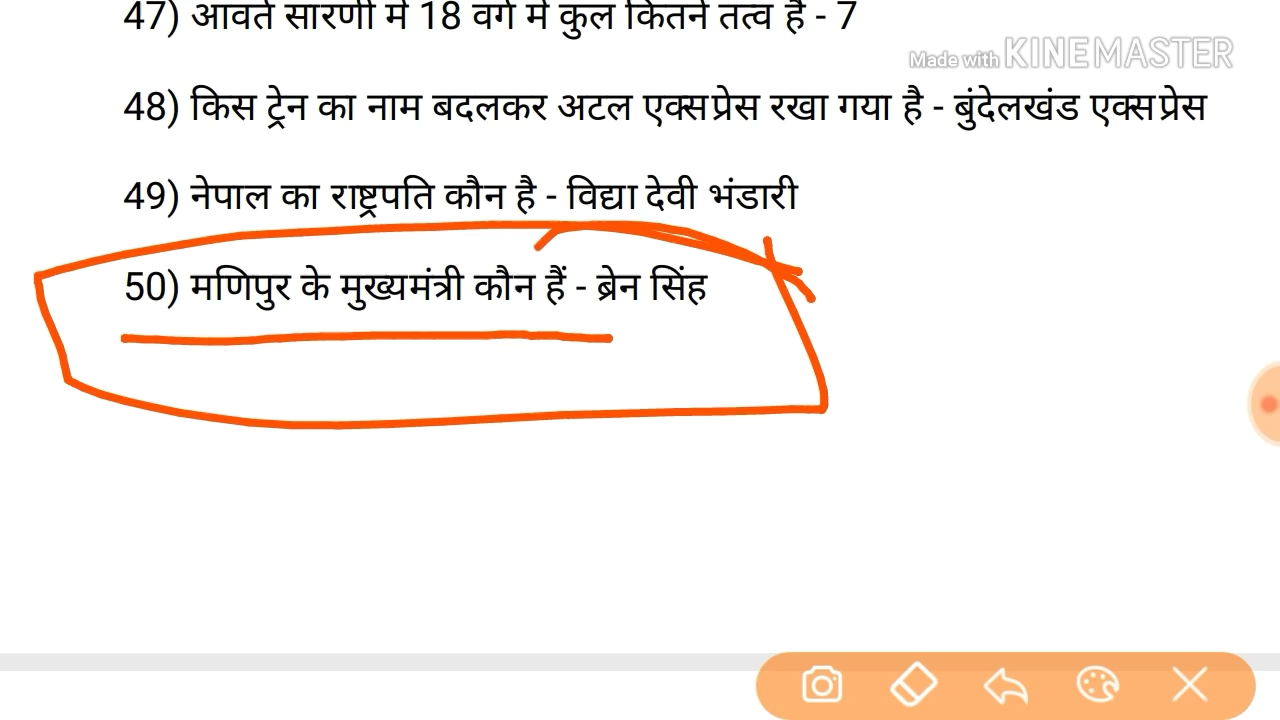 47) आवर्त सारणी में 18 वर्ग में कुल कितने तत्व हैं - 7
Made with KINEMASTER
48) किस ट्रेन का नाम बदलकर अटल एक्सप्रेस रखा गया है - बुंदेलखंड एक्सप्रेस
49) नेपाल का राष्ट्रपति कौन है - विद्या देवी भंडारी
50) मणिपुर के मुख्यमंत्री कौन हैं - ब्रेन सिंह